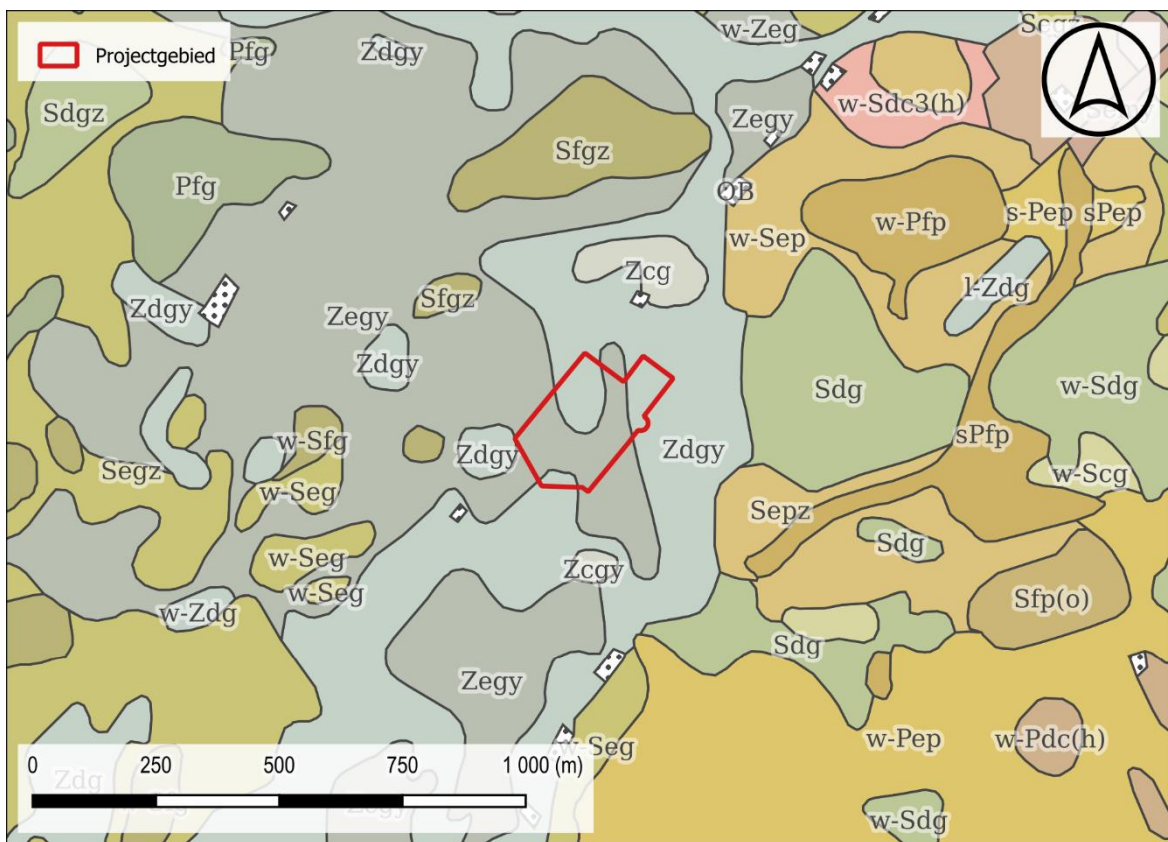 Projectgebied
Pfg
Zdgy
w-Zeg
Segz
Sdgz
w-Sdc3(h)
Zegy
Sfgz
Pfg
OB
s-Pep
sPep
w-Pfp
w-Sep
Zcg
l-Zdg
Zdgy
Sfgz
Zegy
Zdgy
Sdg
w-Sdg
sPfp
w-Sfg
Zdgy
Zdgy
Segz
w-Scg
w-Seg
Sepz
Sdg
w-Seg
Zcgy
w-Seg
Sfp(o)
w-Zdg
Sdg
Zegy
w-Seg
w-Pep
w-Pdc(h)
0 250 500 750 1 000 (m)
Zdg
w-Sdg